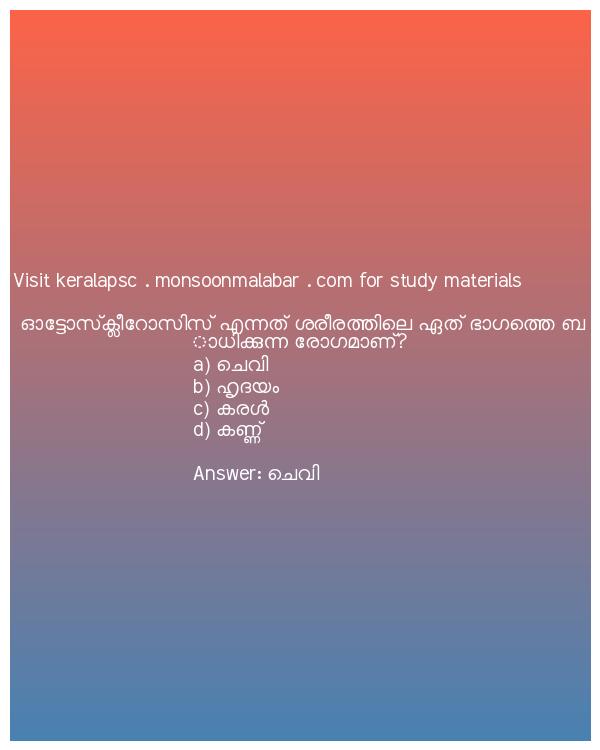 Visit keralapsc . monsoonmalabar . com for study materials
ഓട്ടോസ്ക്ലീറോസിസ് എന്നത് ശരീരത്തിലെ ഏത് ഭാഗത്തെ ബ
ാധിക്കുന്ന രോഗമാണ്?
a) ചെവി
b) ഹൃദയം
c) കരൾ
d) കണ്ണ്
Answer: ചെവി